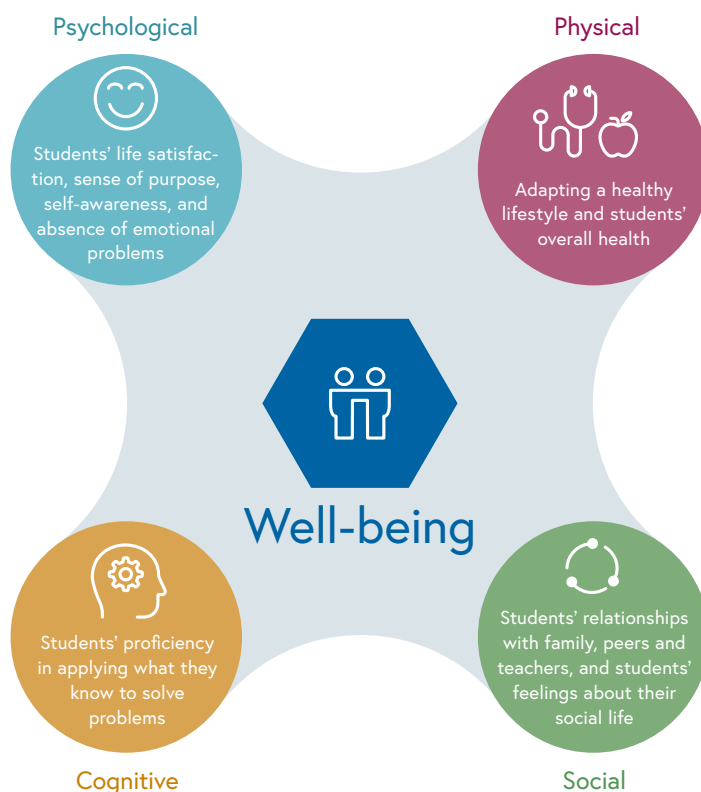 Psychological
Students' life satisfac-
tion, sense of purpose,
self-awareness, and
absence of emotional
problems
Physical
Adapting a healthy
lifestyle and students'
overall health
Well-being
Students' proficiency
in applying what they
know to solve
problems
Cognitive
Students' relationships
with family, peers and
teachers, and students'
feelings about their
social life
Social